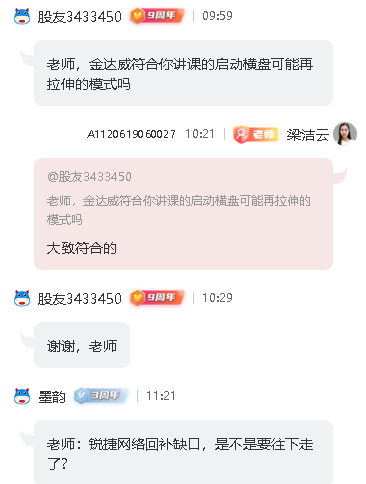 股友3433450 9周年 09:59
老师，金达威符合你讲课的启动横盘可能再
拉伸的模式吗
A1120619060027 10:21 老师 梁洁云
@股友3433450
老师，金达威符合你讲课的启动横盘可能再拉伸的
模式吗
大致符合的
股友3433450 9周年 10:29
谢谢，老师
墨韵 3周年 11:21
老师：锐捷网络回补缺口，是不是要往下走
了？